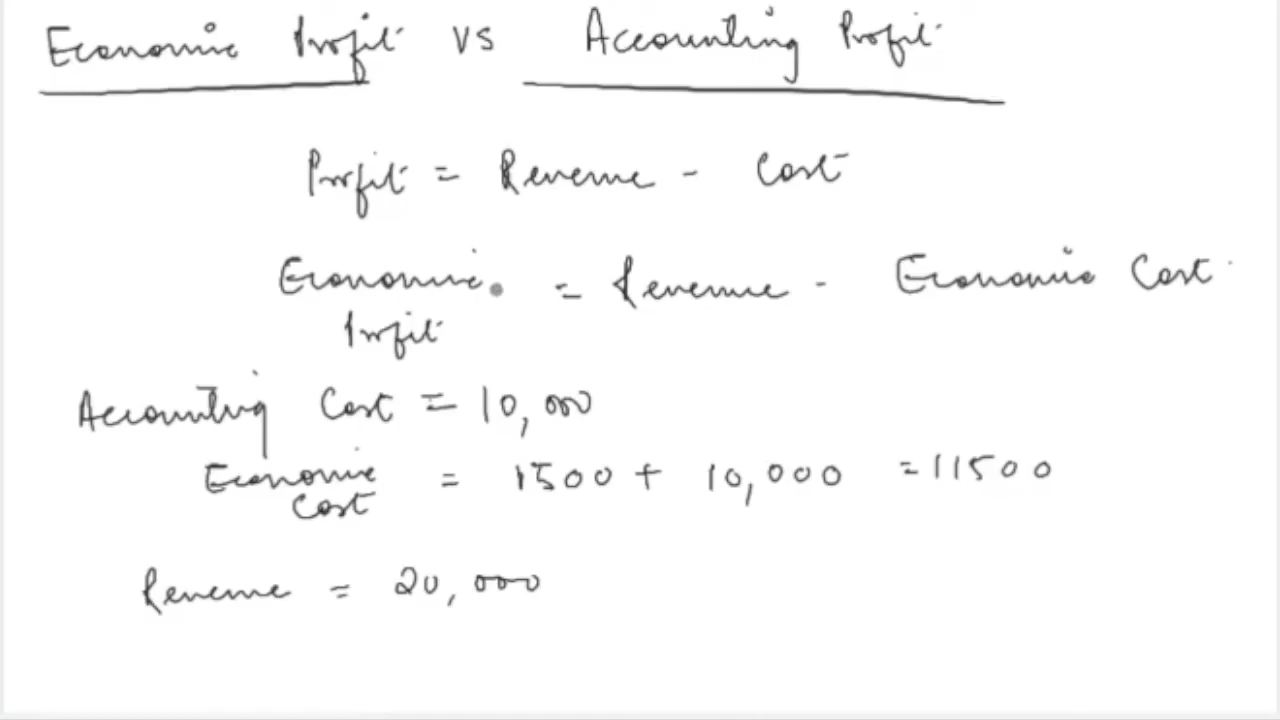 Economic Profit vs Accounting Profit
Profit = Revenue - Cost
Economic = Revenue - Economic Cost
Profit
Accounting Cost = 10,000
Economic = 1500 + 10,000 = 11500
Cost
Revenue = 20,000